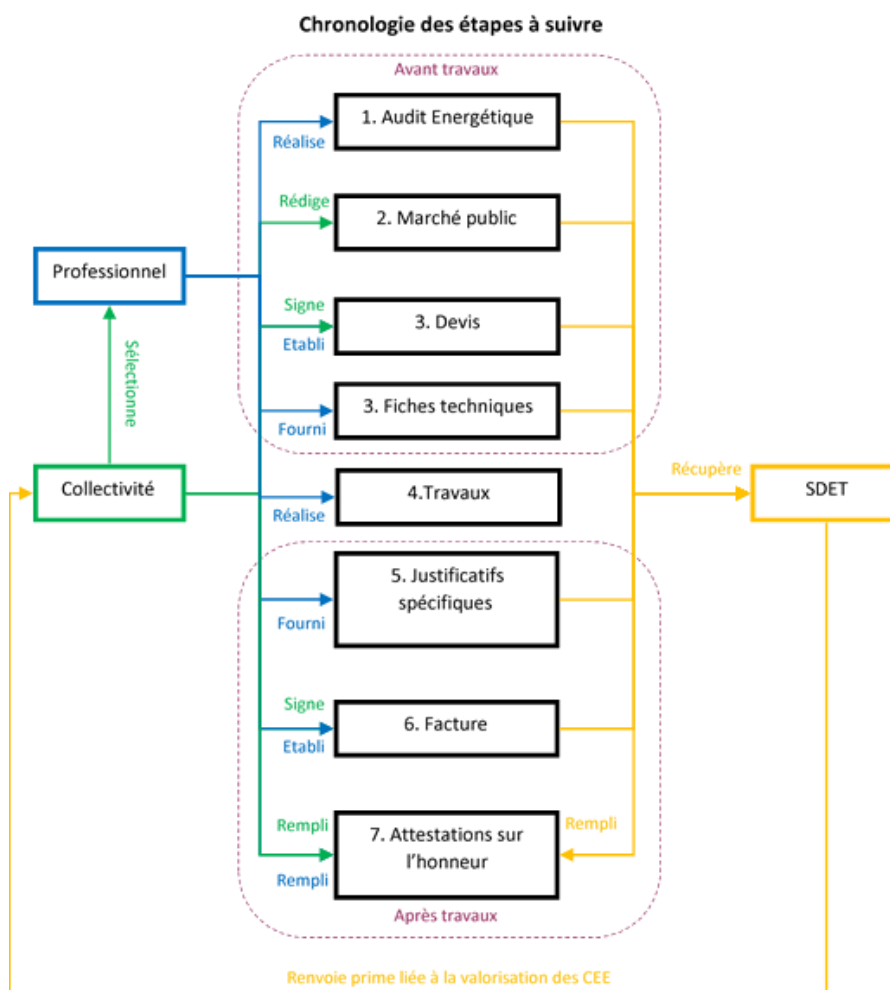 Chronologie des étapes à suivre
Avant travaux
1. Audit Energétique
Réalise
Rédige
2. Marché public
Professionnel
Signe
3. Devis
Etabli
Sélectionne
3. Fiches techniques
Fourni
Collectivité
4.Travaux
Réalise
Récupère
SDET
5. Justificatifs
spécifiques
Fourni
Signe
6. Facture
Etabli
Rempli
7. Attestations sur
l'honneur
Rempli
Rempli
Après travaux
Renvoie prime liée à la valorisation des CEE